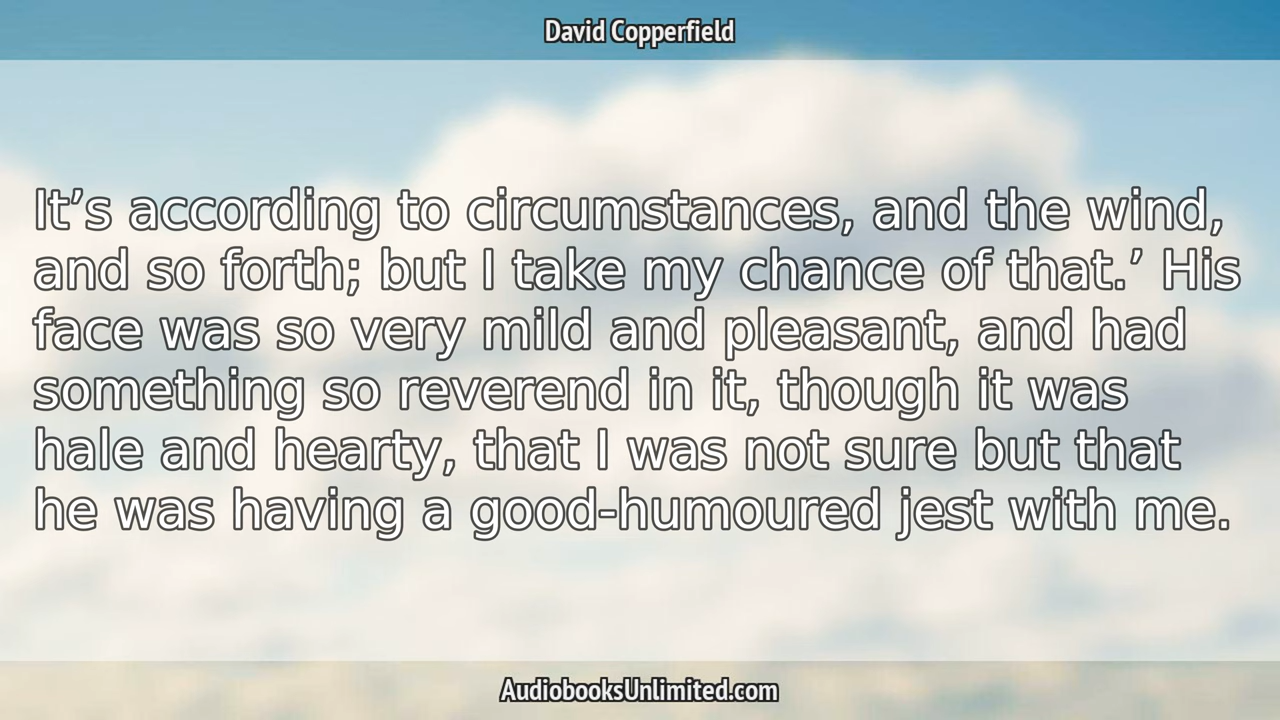 David Copperfield
It’s according to circumstances, and the wind,
and so forth; but I take my chance of that.’ His
face was so very mild and pleasant, and had
something so reverend in it, though it was
hale and hearty, that I was not sure but that
he was having a good-humoured jest with me.
AudiobooksUnlimited.com